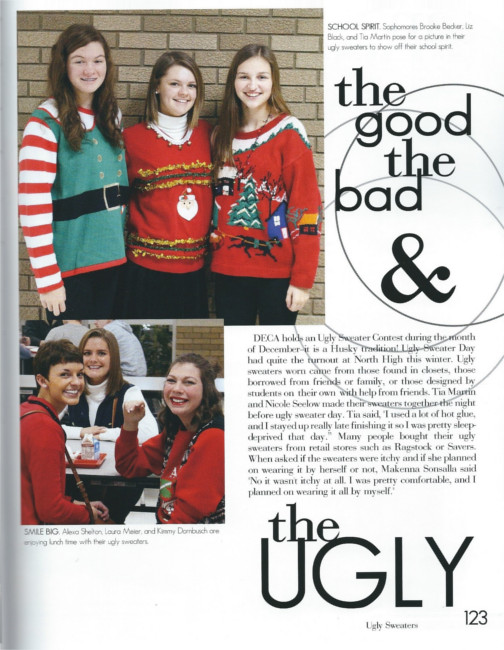 SCHOOL SPIRIT, Sophomores Brooke Becker, Liz
Black, and Tia Martin pose for a picture in their
ugly sweaters to show off their school spirit.
the
good
the
bad
&
DECA holds an Ugly Sweater Contest during the month
of December-it is a Husky tradition! Ugly Sweater Day
had quite the turnout at North High this winter. Ugly
sweaters worn came from those found in closets, those
borrowed from friends or family, or those designed by
students on their own with help from friends. Tia Martin
and Nicole Seelow made their sweaters together the night
before ugly sweater day. Tia said, "I used a lot of hot glue,
and I stayed up really late finishing it so I was pretty sleep-
deprived that day." Many people bought their ugly
sweaters from retail stores such as Ragstock or Savers.
When asked if the sweaters were itchy and if she planned
on wearing it by herself or not, Makenna Sonsalla said
"No it wasnt itchy at all. I was pretty comfortable, and I
planned on wearing it all by myself."
SMILE BIG: Alexa Shelton, Laura Meier, and Kimmy Dornbusch are
enjoying lunch time with their ugly sweaters.
the
UGLY
Ugly Sweaters
123